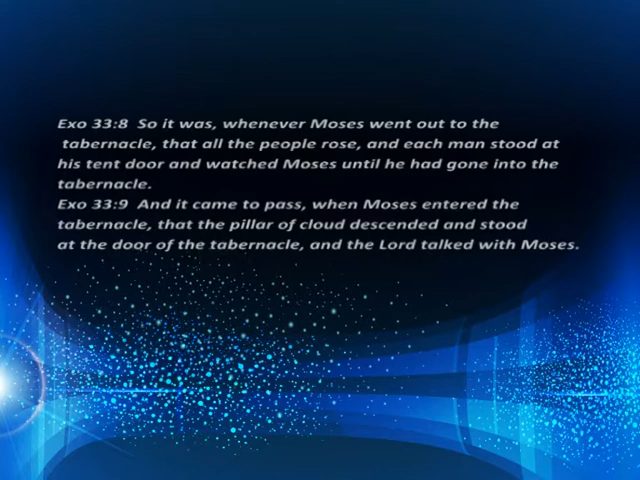 Exo 33:8  So it was, whenever Moses went out to the
tabernacle, that all the people rose, and each man stood at
his tent door and watched Moses until he had gone into the
tabernacle.
Exo 33:9  And it came to pass, when Moses entered the
tabernacle, that the pillar of cloud descended and stood
at the door of the tabernacle, and the Lord talked with Moses.